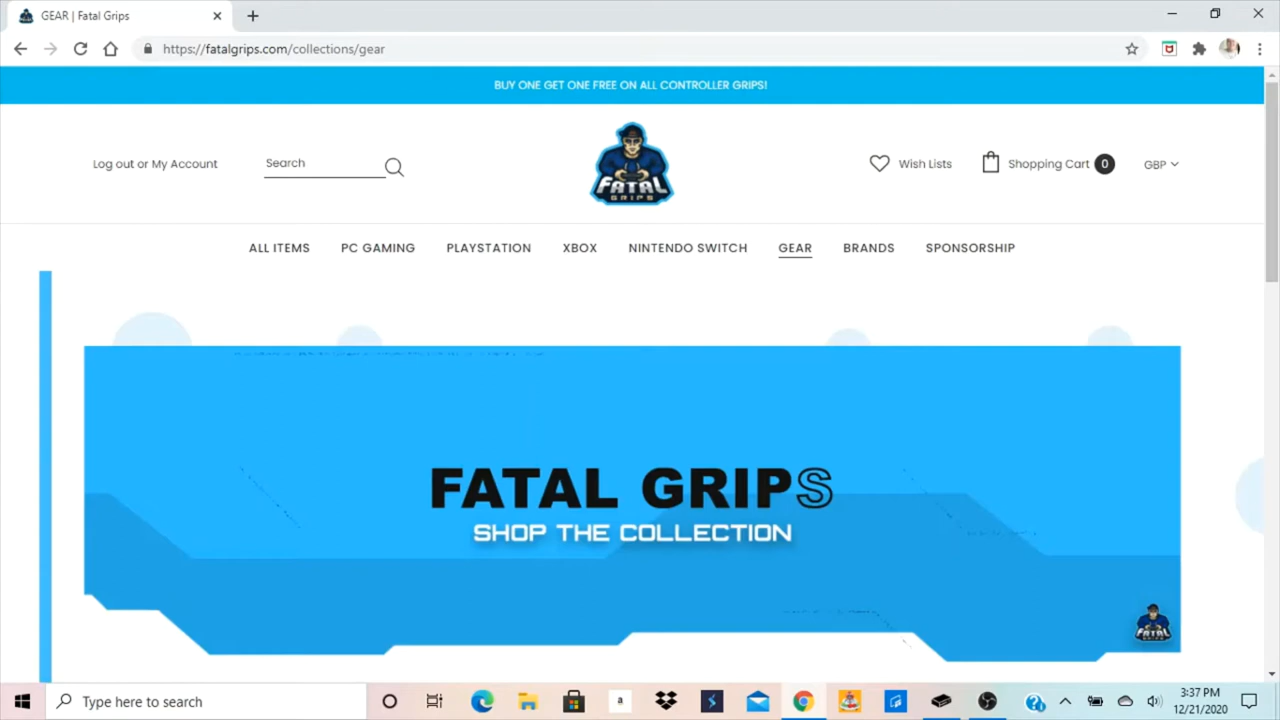 GEAR | Fatal Grips
https://fatalgrips.com/collections/gear
BUY ONE GET ONE FREE ON ALL CONTROLLER GRIPS!
Log out or My Account
Search
FATAL
GRIPS
Wish Lists
Shopping Cart 0
GBP
ALL ITEMS PC GAMING PLAYSTATION XBOX NINTENDO SWITCH GEAR BRANDS SPONSORSHIP
FATAL GRIPS
SHOP THE COLLECTION
FATAL
Type here to search
3:37 PM
12/21/2020